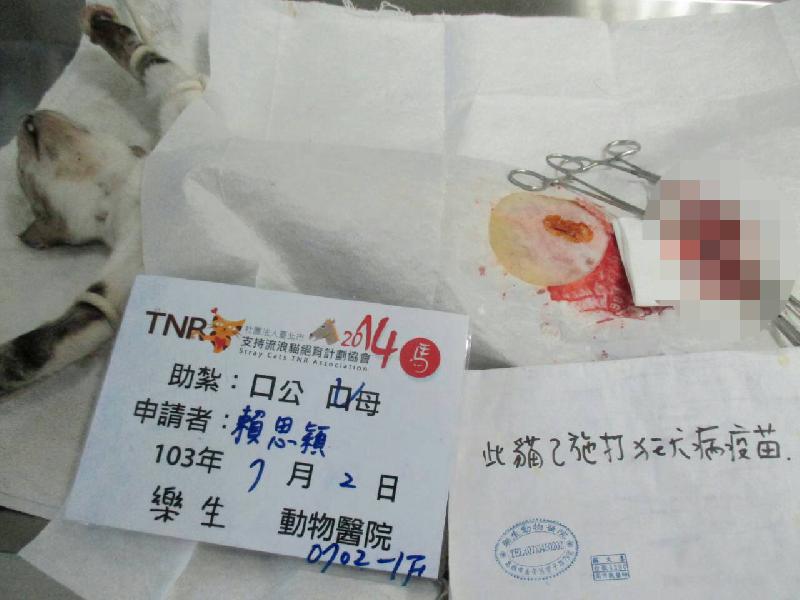 TNR 社團法人臺北市
支持流浪貓絕育計劃協會
Stray Cats TNR Association
2014 馬
助紮：口公 口母
申請者：賴思穎
103年 7月2日
樂生 動物醫院
0702-1F
此貓已施打狂犬病疫苗.